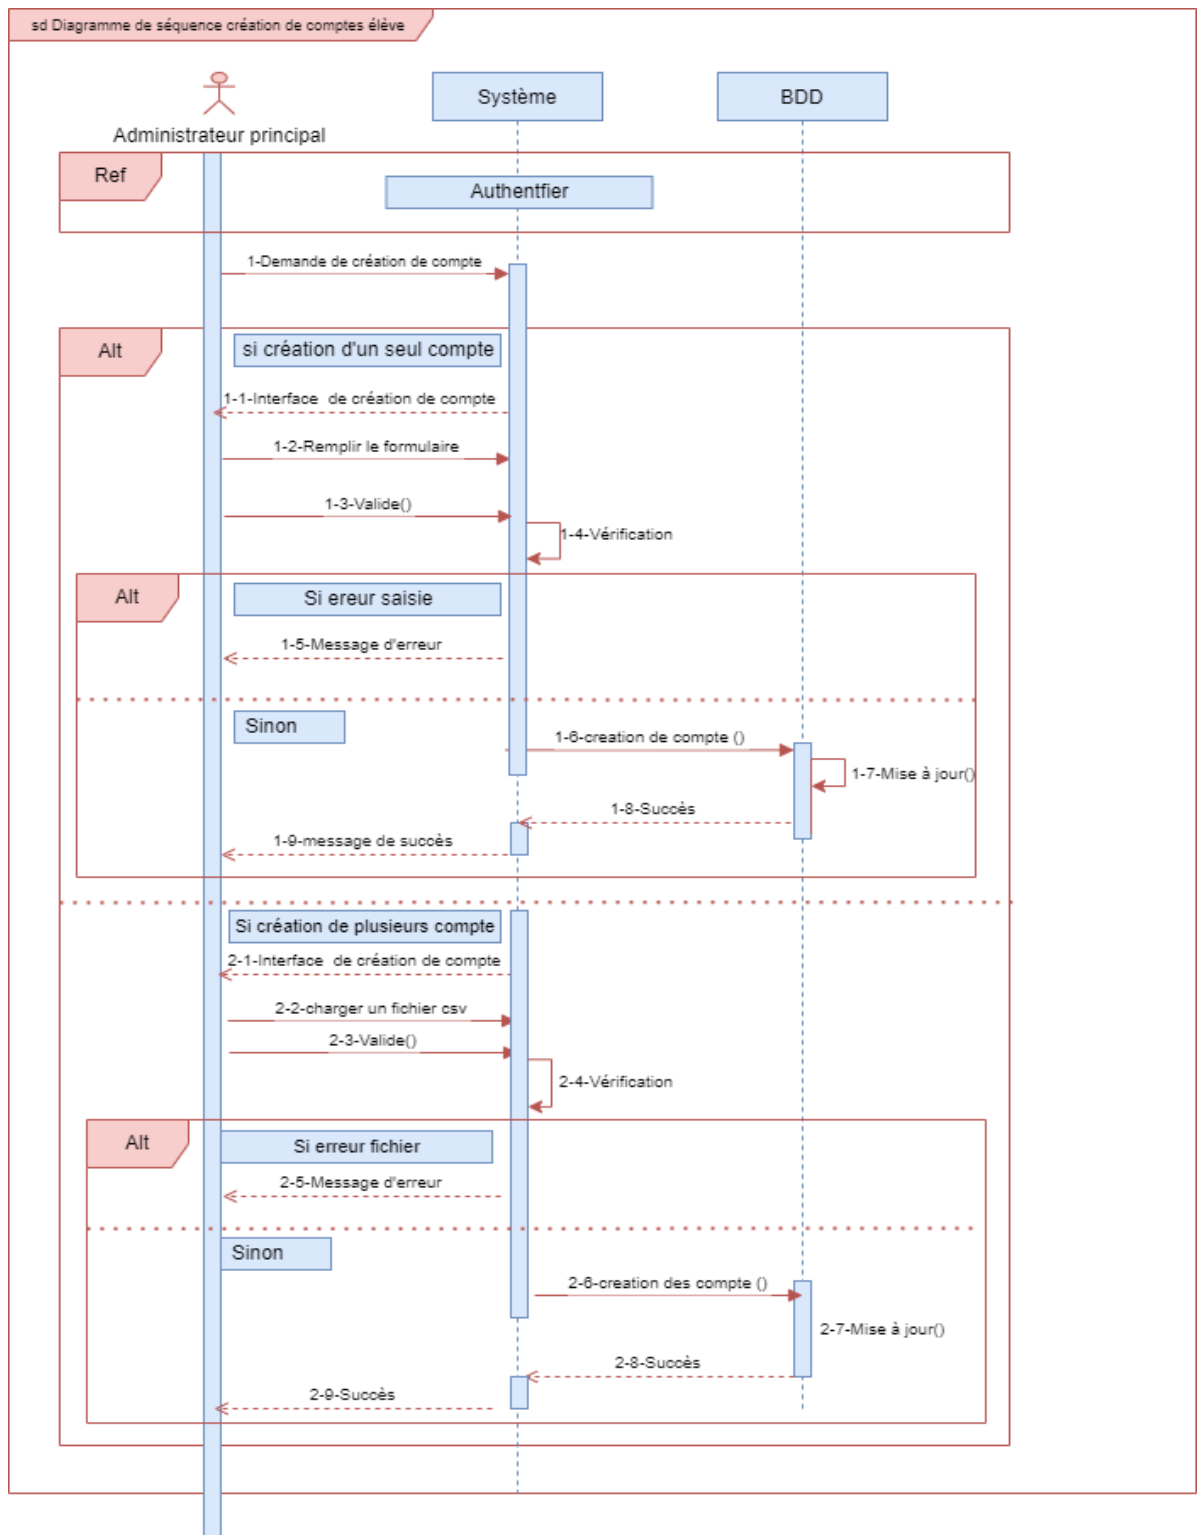 sd Diagramme de séquence création de comptes élève
Système
BDD
Administrateur principal
Ref
Authentfier
1-Demande de création de compte
Alt
si création d'un seul compte
1-1-Interface de création de compte
1-2-Remplir le formulaire
1-3-Valide()
1-4-Vérification
Alt
Si ereur saisie
1-5-Message d'erreur
Sinon
1-6-creation de compte ()
1-7-Mise à jour()
1-8-Succès
1-9-message de succès
Si création de plusieurs compte
2-1-Interface de création de compte
2-2-charger un fichier csv
2-3-Valide()
2-4-Vérification
Alt
Si erreur fichier
2-5-Message d'erreur
Sinon
2-6-creation des compte ()
2-7-Mise à jour()
2-8-Succès
2-9-Succès